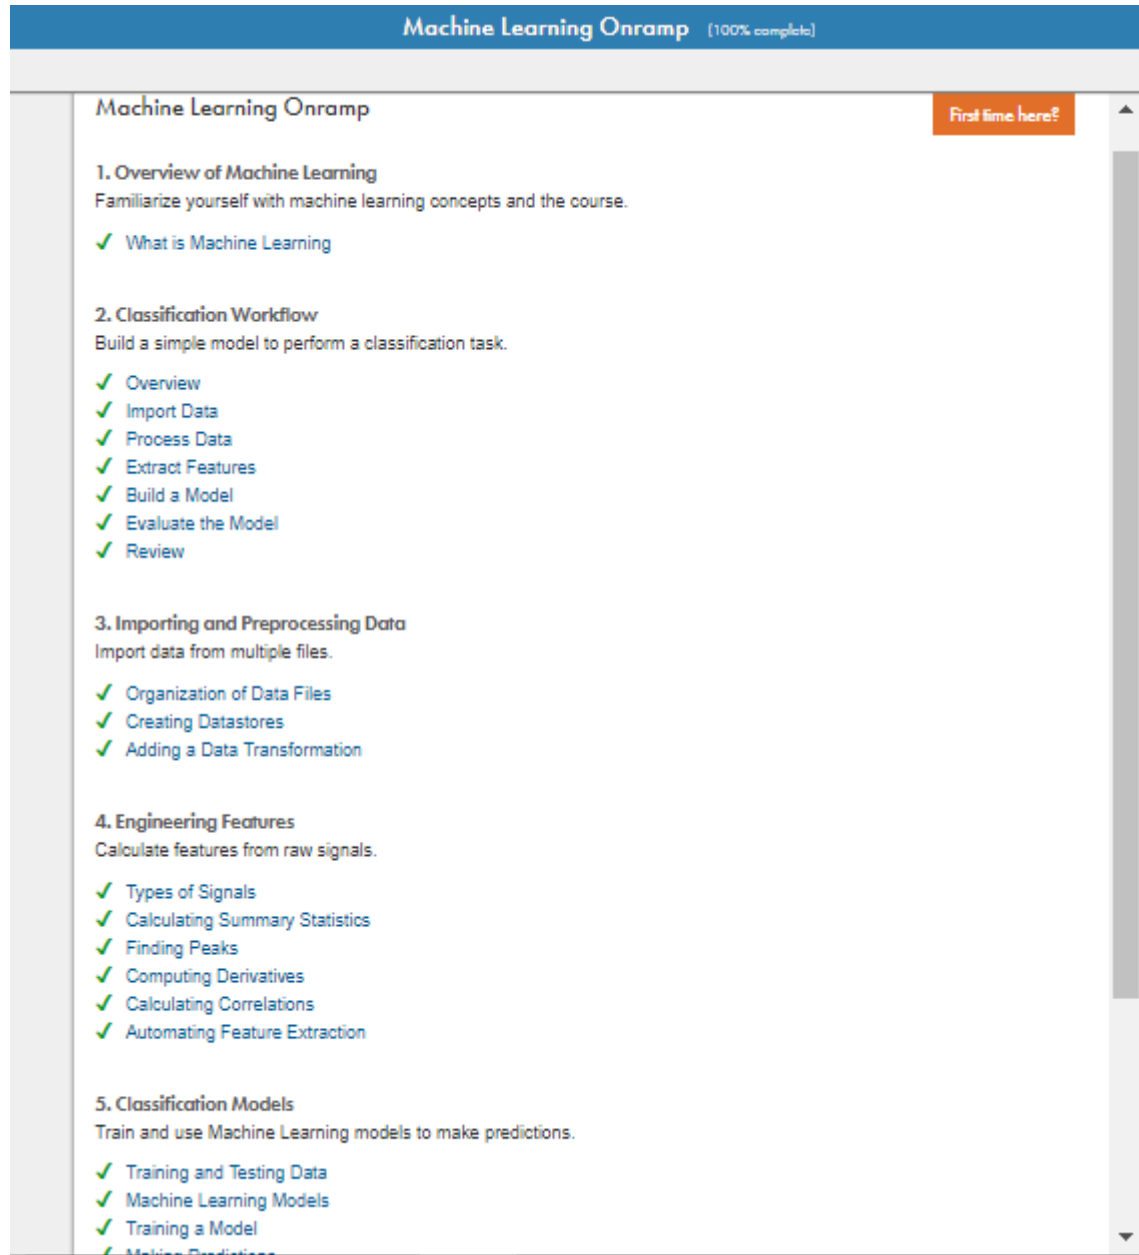 Machine Learning Onramp (100% complete)
Machine Learning Onramp
First time here?
1. Overview of Machine Learning
Familiarize yourself with machine learning concepts and the course.
✓ What is Machine Learning
2. Classification Workflow
Build a simple model to perform a classification task.
✓ Overview
✓ Import Data
✓ Process Data
✓ Extract Features
✓ Build a Model
✓ Evaluate the Model
✓ Review
3. Importing and Preprocessing Data
Import data from multiple files.
✓ Organization of Data Files
✓ Creating Datastores
✓ Adding a Data Transformation
4. Engineering Features
Calculate features from raw signals.
✓ Types of Signals
✓ Calculating Summary Statistics
✓ Finding Peaks
✓ Computing Derivatives
✓ Calculating Correlations
✓ Automating Feature Extraction
5. Classification Models
Train and use Machine Learning models to make predictions.
✓ Training and Testing Data
✓ Machine Learning Models
✓ Training a Model
✓ Making Predictions